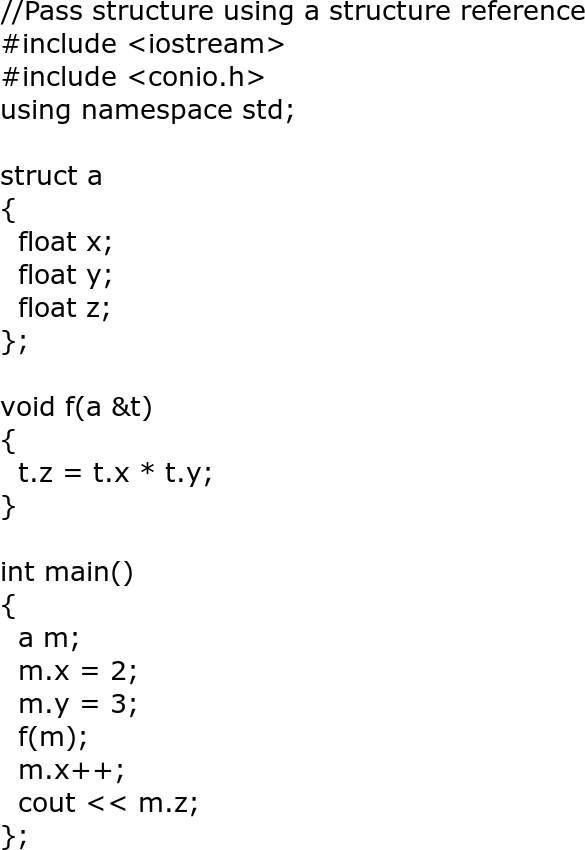 //Pass structure using a structure reference
#include <iostream>
#include <conio.h>
using namespace std;
struct a
{
float x;
float y;
float z;
};
void f(a &t)
{
t.z = t.x * t.y;
}
int main()
{
a m;
m.x = 2;
m.y = 3;
f(m);
m.x++;
cout << m.z;
};